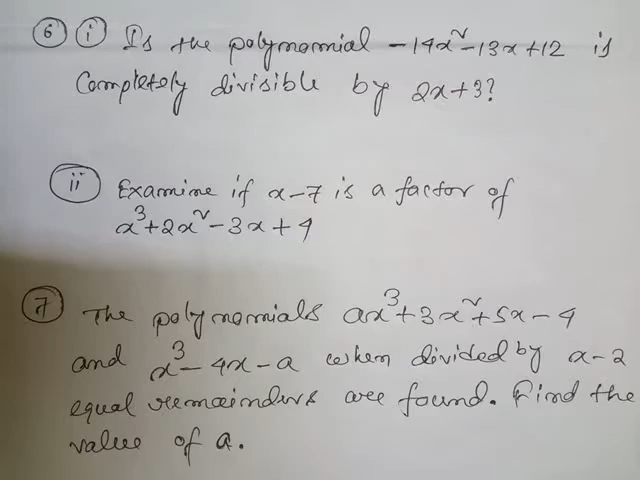 ⑥ ⓘ Is the polynomial -14x² -13x + 12 is
Completely divisible by 2x+3?
ⓘⓘ Examine if x-7 is a factor of
x³+2x²-3x+4
⑦ The polynomials ax³+3x²+5x-4
and x³-4x-a when divided by x-2
equal remainders are found. Find the
value of a.